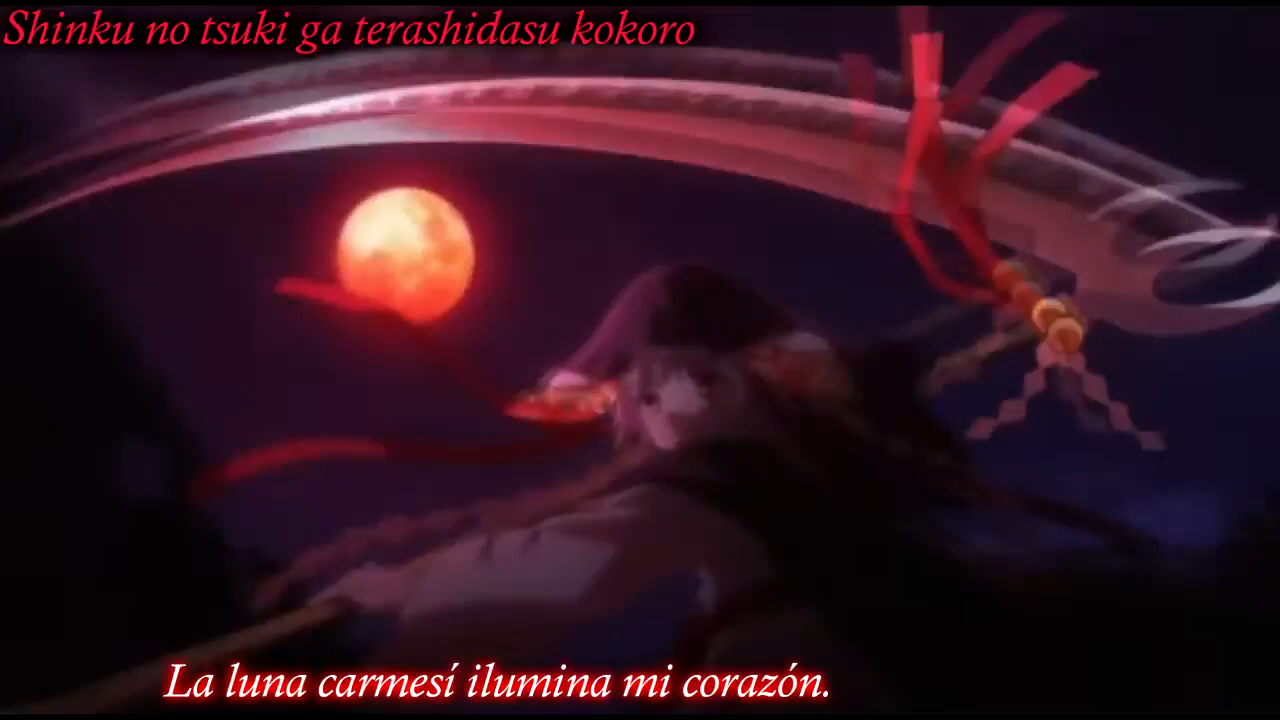 Shinku no tsuki ga terashidasu kokoro
La luna carmesí ilumina mi corazón.